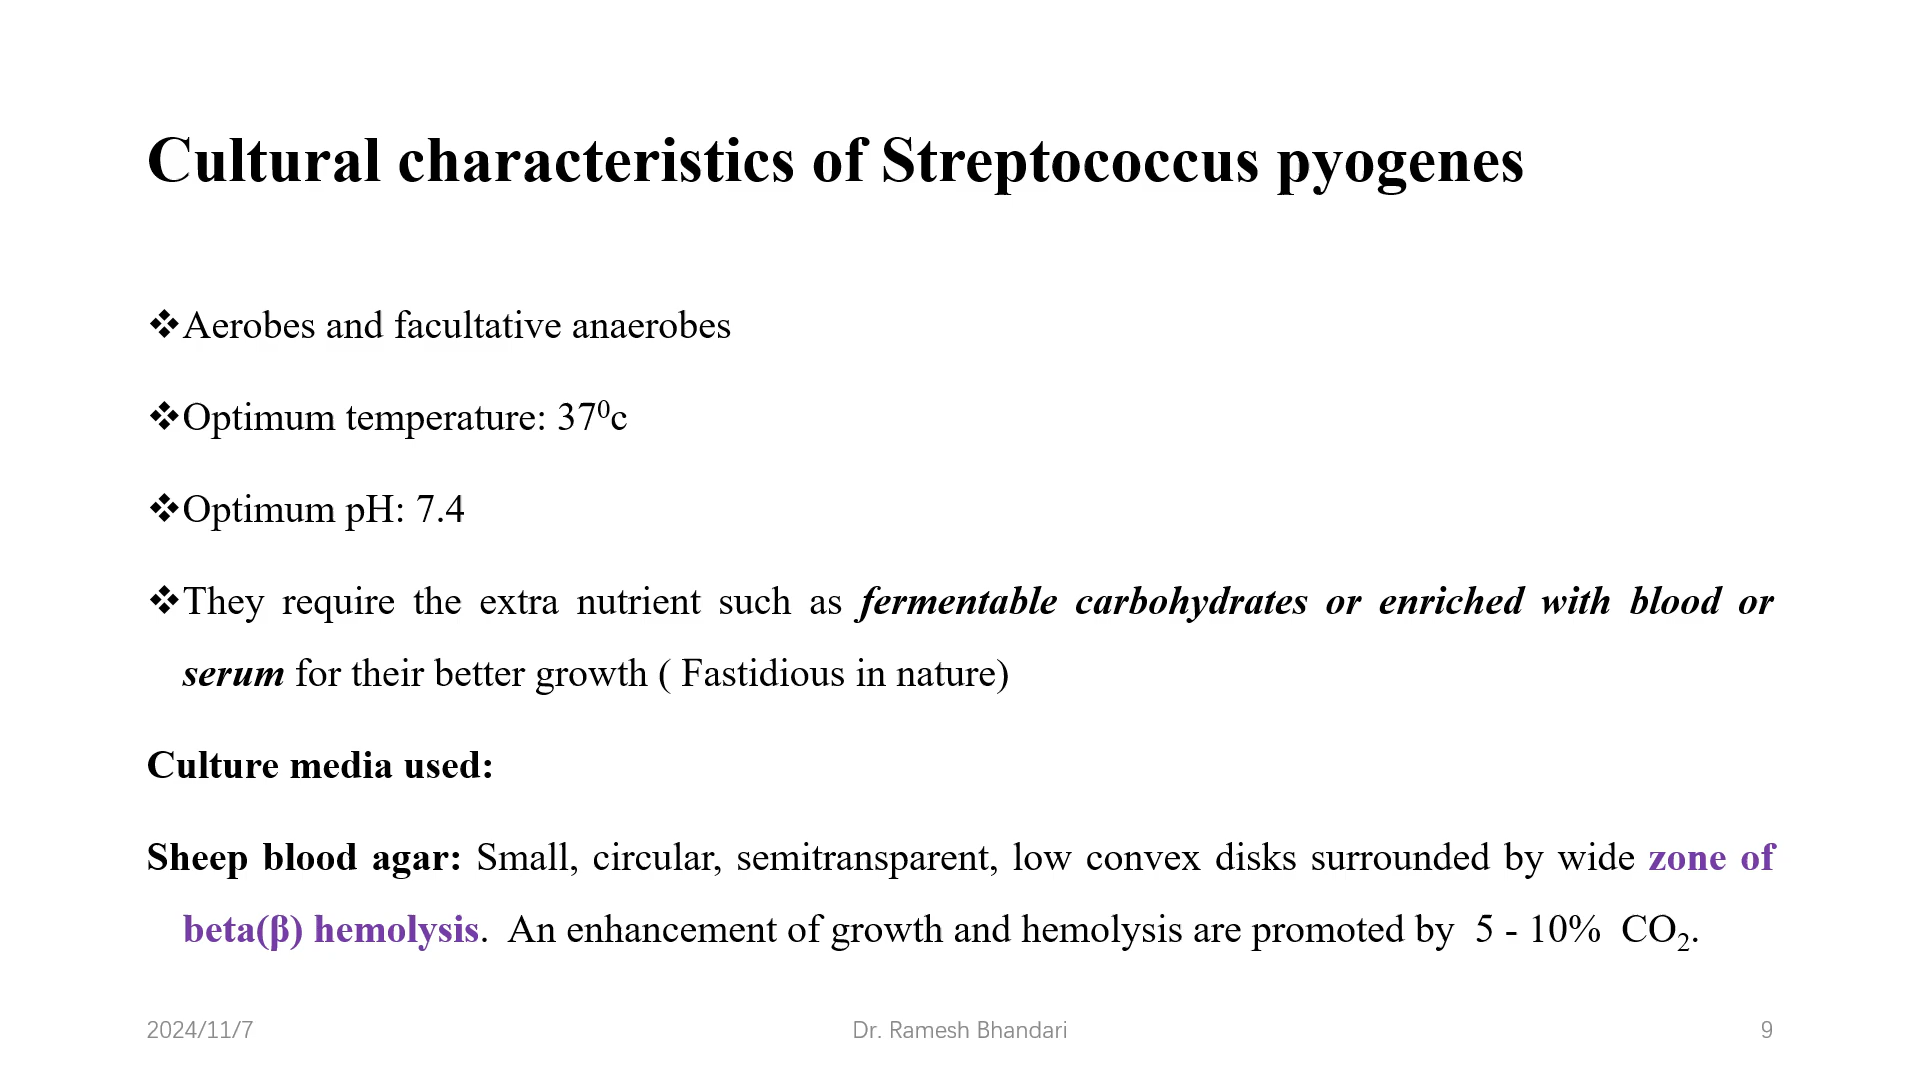 Cultural characteristics of Streptococcus pyogenes
❖Aerobes and facultative anaerobes
❖Optimum temperature: 37⁰c
❖Optimum pH: 7.4
❖They require the extra nutrient such as fermentable carbohydrates or enriched with blood or
serum for their better growth ( Fastidious in nature)
Culture media used:
Sheep blood agar: Small, circular, semitransparent, low convex disks surrounded by wide zone of
beta(β) hemolysis. An enhancement of growth and hemolysis are promoted by 5 - 10% CO₂.
2024/11/7 Dr. Ramesh Bhandari 9